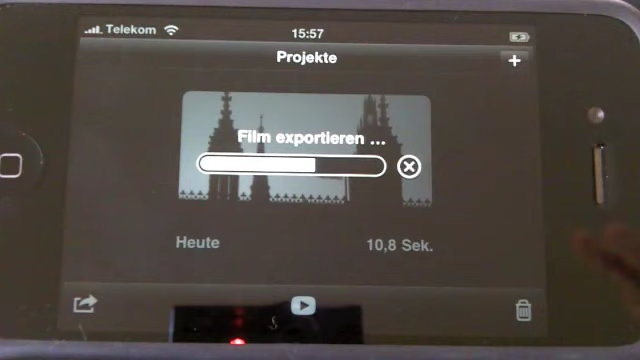 Telekom 15:57
Projekte
Film exportieren ...
Heute 10,8 Sek.